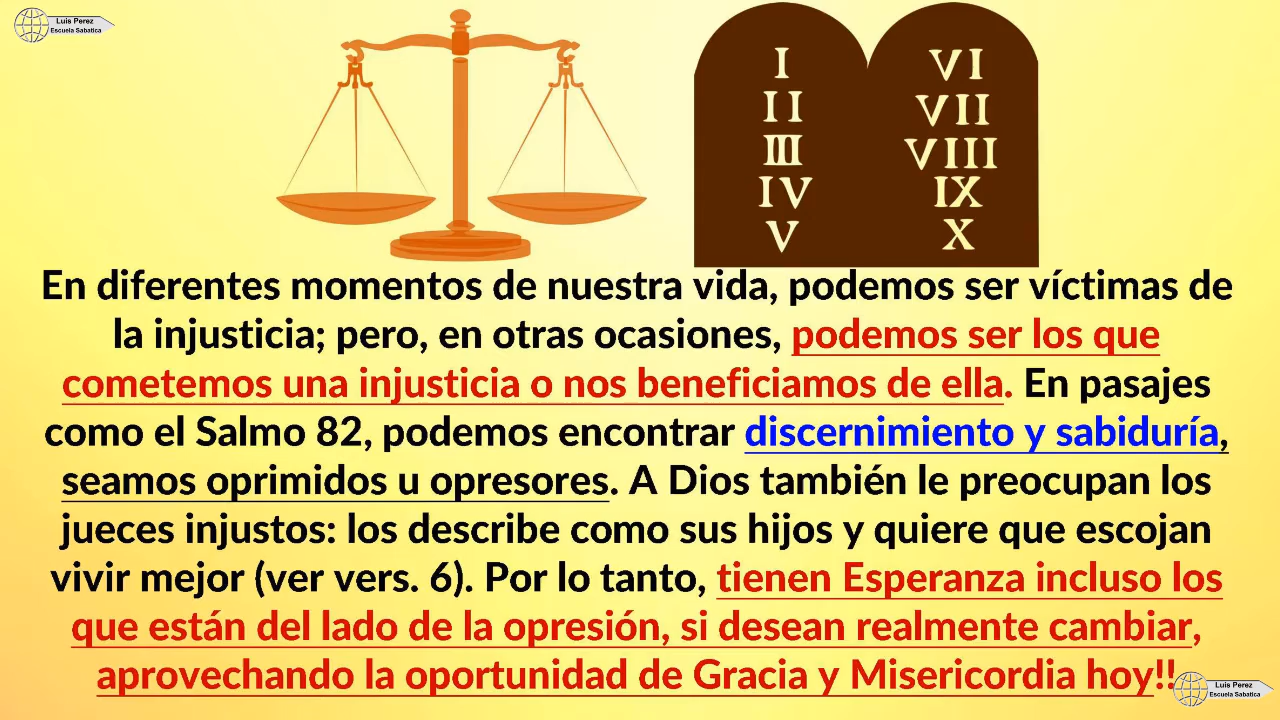 Luis Perez
Escuela Sabatica
I
II
III
IV
V
VI
VII
VIII
IX
X
En diferentes momentos de nuestra vida, podemos ser víctimas de
la injusticia; pero, en otras ocasiones, podemos ser los que
cometemos una injusticia o nos beneficiamos de ella. En pasajes
como el Salmo 82, podemos encontrar discernimiento y sabiduría,
seamos oprimidos u opresores. A Dios también le preocupan los
jueces injustos: los describe como sus hijos y quiere que escojan
vivir mejor (ver vers. 6). Por lo tanto, tienen Esperanza incluso los
que están del lado de la opresión, si desean realmente cambiar,
aprovechando la oportunidad de Gracia y Misericordia hoy!!
Luis Perez
Escuela Sabatica